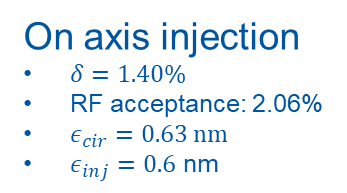 On axis injection
• δ = 1.40%
• RF acceptance: 2.06%
• ϵ_cir = 0.63 nm
• ϵ_inj = 0.6 nm